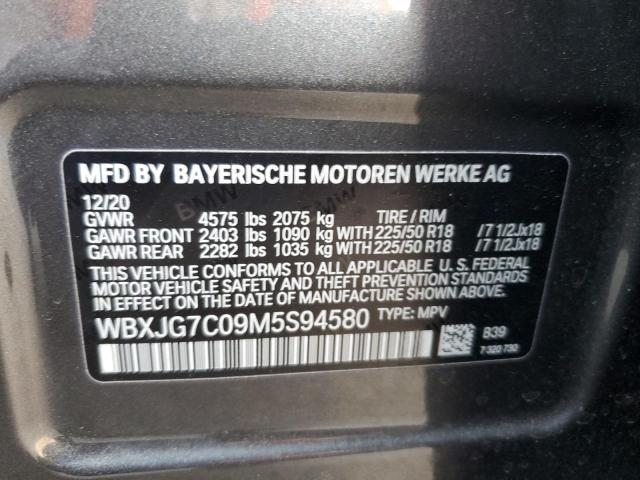 MFD BY BAYERISCHE MOTOREN WERKE AG
12/20
GVWR 4575 lbs 2075 kg TIRE / RIM
GAWR FRONT 2403 lbs 1090 kg WITH 225/50 R18 /7 1/2Jx18
GAWR REAR 2282 lbs 1035 kg WITH 225/50 R18 /7 1/2Jx18
THIS VEHICLE CONFORMS TO ALL APPLICABLE U. S. FEDERAL
MOTOR VEHICLE SAFETY AND THEFT PREVENTION STANDARDS
IN EFFECT ON THE DATE OF MANUFACTURE SHOWN ABOVE.
WBXJG7C09M5S94580 TYPE: MPV
B39
7 320 730